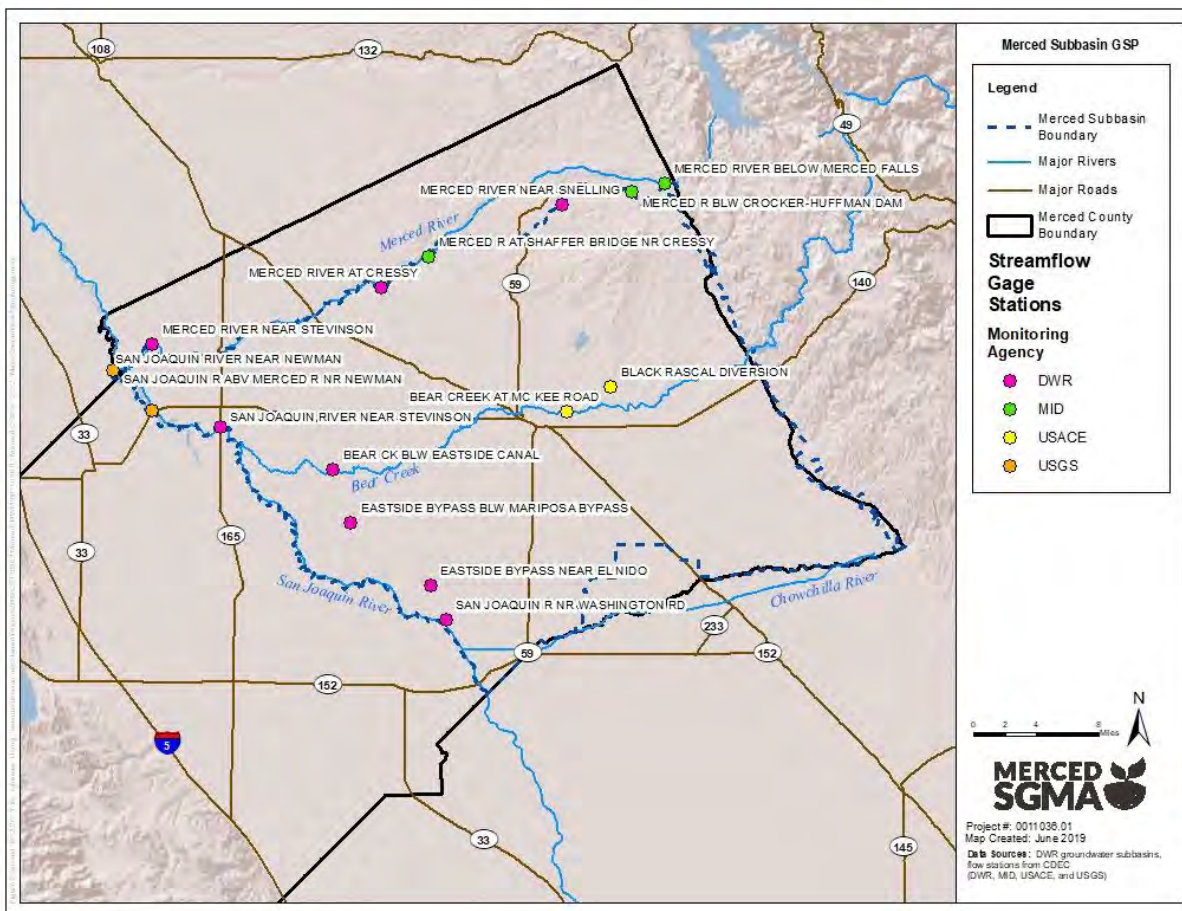 Merced Subbasin GSP
Legend
Merced Subbasin
Boundary
Major Rivers
Major Roads
Merced County
Boundary
Streamflow
Gage
Stations
Monitoring
Agency
DWR
MID
USACE
USGS
N
0 2 4 8
Miles
MERCED
SGMA
Project #: 0011036.01
Map Created: June 2019
Data Sources: DWR groundwater subbasins,
flow stations from CDEC
(DWR, MID, USACE, and USGS)
108
132
49
MERCED RIVER BELOW MERCED FALLS
MERCED RIVER NEAR SNELLING
MERCED R BLW CROCKER-HUFFMAN DAM
Merced River
MERCED R AT SHAFFER BRIDGE NR CRESSY
MERCED RIVER AT CRESSY
59
140
MERCED RIVER NEAR STEVINSON
SAN JOAQUIN RIVER NEAR NEWMAN
SAN JOAQUIN R ABV MERCED R NR NEWMAN
BLACK RASCAL DIVERSION
BEAR CREEK AT MC KEE ROAD
SAN JOAQUIN RIVER NEAR STEVINSON
33
BEAR CK BLW EASTSIDE CANAL
Bear Creek
EASTSIDE BYPASS BLW MARIPOSA BYPASS
165
33
EASTSIDE BYPASS NEAR EL NIDO
San Joaquin River
SAN JOAQUIN R NR WASHINGTON RD
Chowchilla River
233
59
152
152
5
33
145